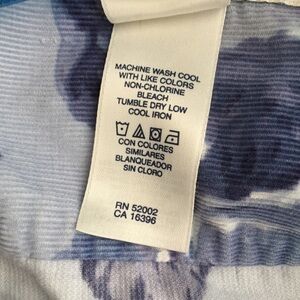 MACHINE WASH COOL
WITH LIKE COLORS
NON-CHLORINE
BLEACH
TUMBLE DRY LOW
COOL IRON
CON COLORES
SIMILARES
BLANQUEADOR
SIN CLORO
RN 52002
CA 16396